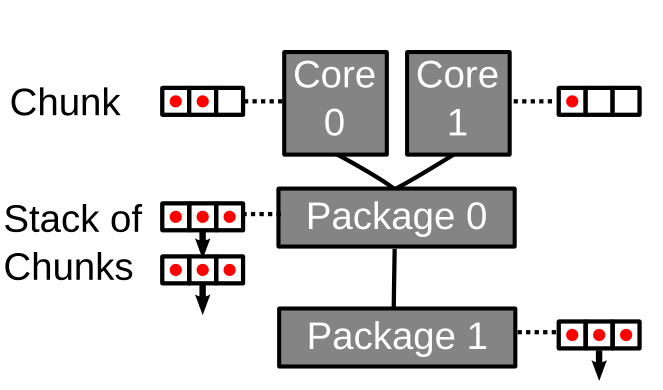 Chunk
Core
0
Core
1
Stack of
Chunks
Package 0
Package 1